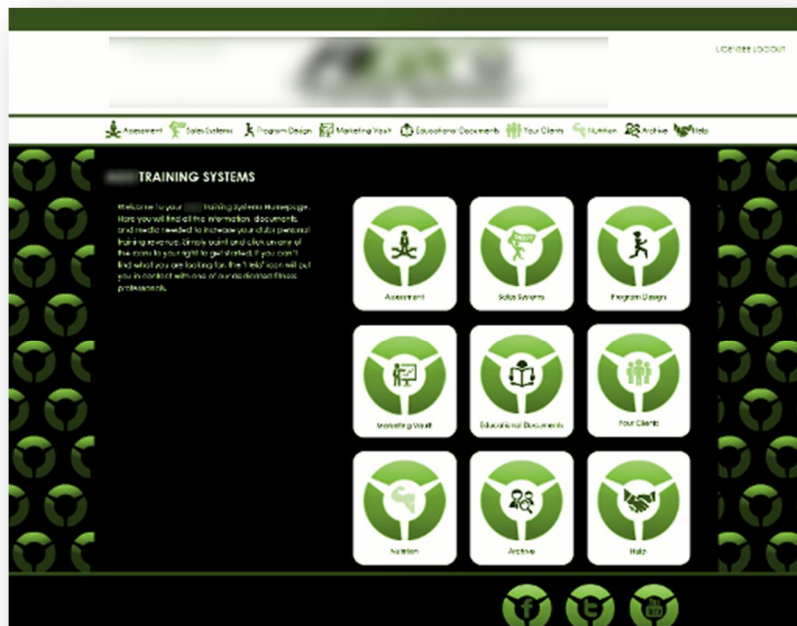 LICENSEE LOGOUT
Assessment Sales Systems Program Design Marketing Vault Educational Documents Your Clients Nutrition Archive Help
TRAINING SYSTEMS
Welcome to your Training Systems Homepage.
Here you will find all the information, documents,
and media needed to increase your clubs personal
training revenue. Simply point and click on any of
the icons to your right to get started. If you can't
find what you are looking for, the "Help" icon will put
you in contact with one of our dedicated fitness
professionals.
Assessment Sales Systems Program Design
Marketing Vault Educational Documents Your Clients
Nutrition Archive Help